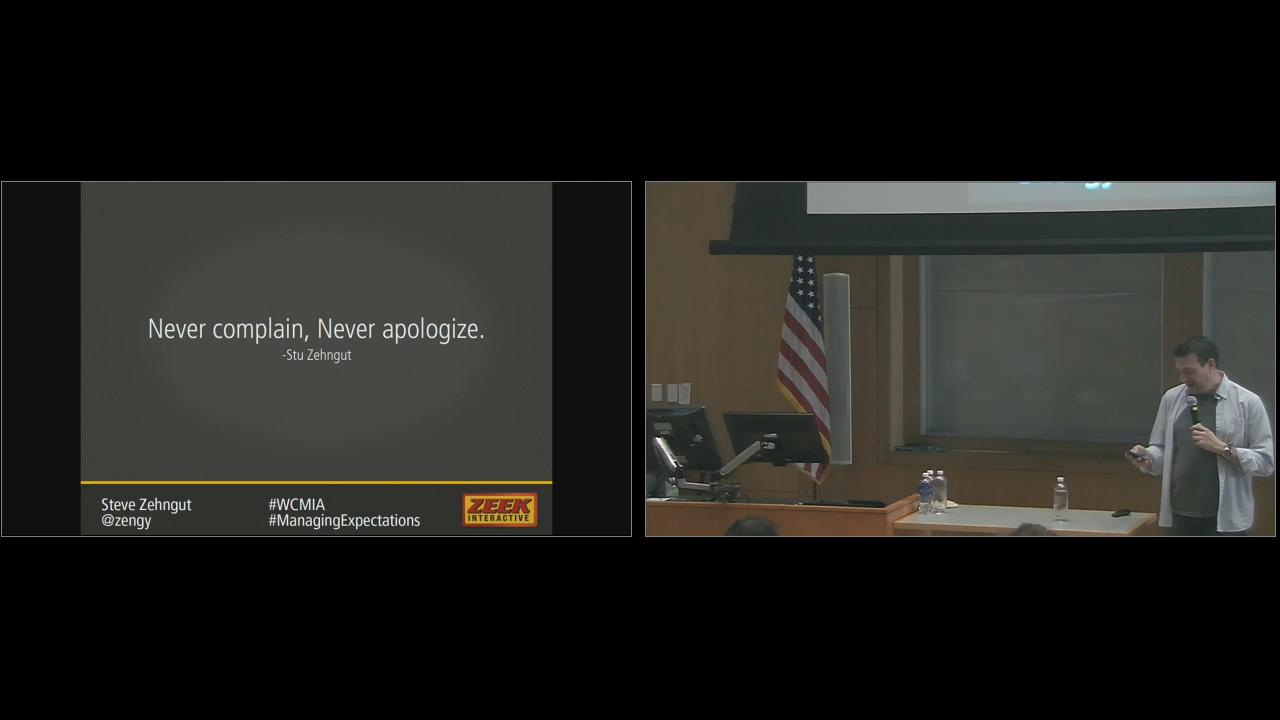 Never complain, Never apologize.
-Stu Zehngut
Steve Zehngut
@zengy
#WCMIA
#ManagingExpectations
ZEEK
INTERACTIVE